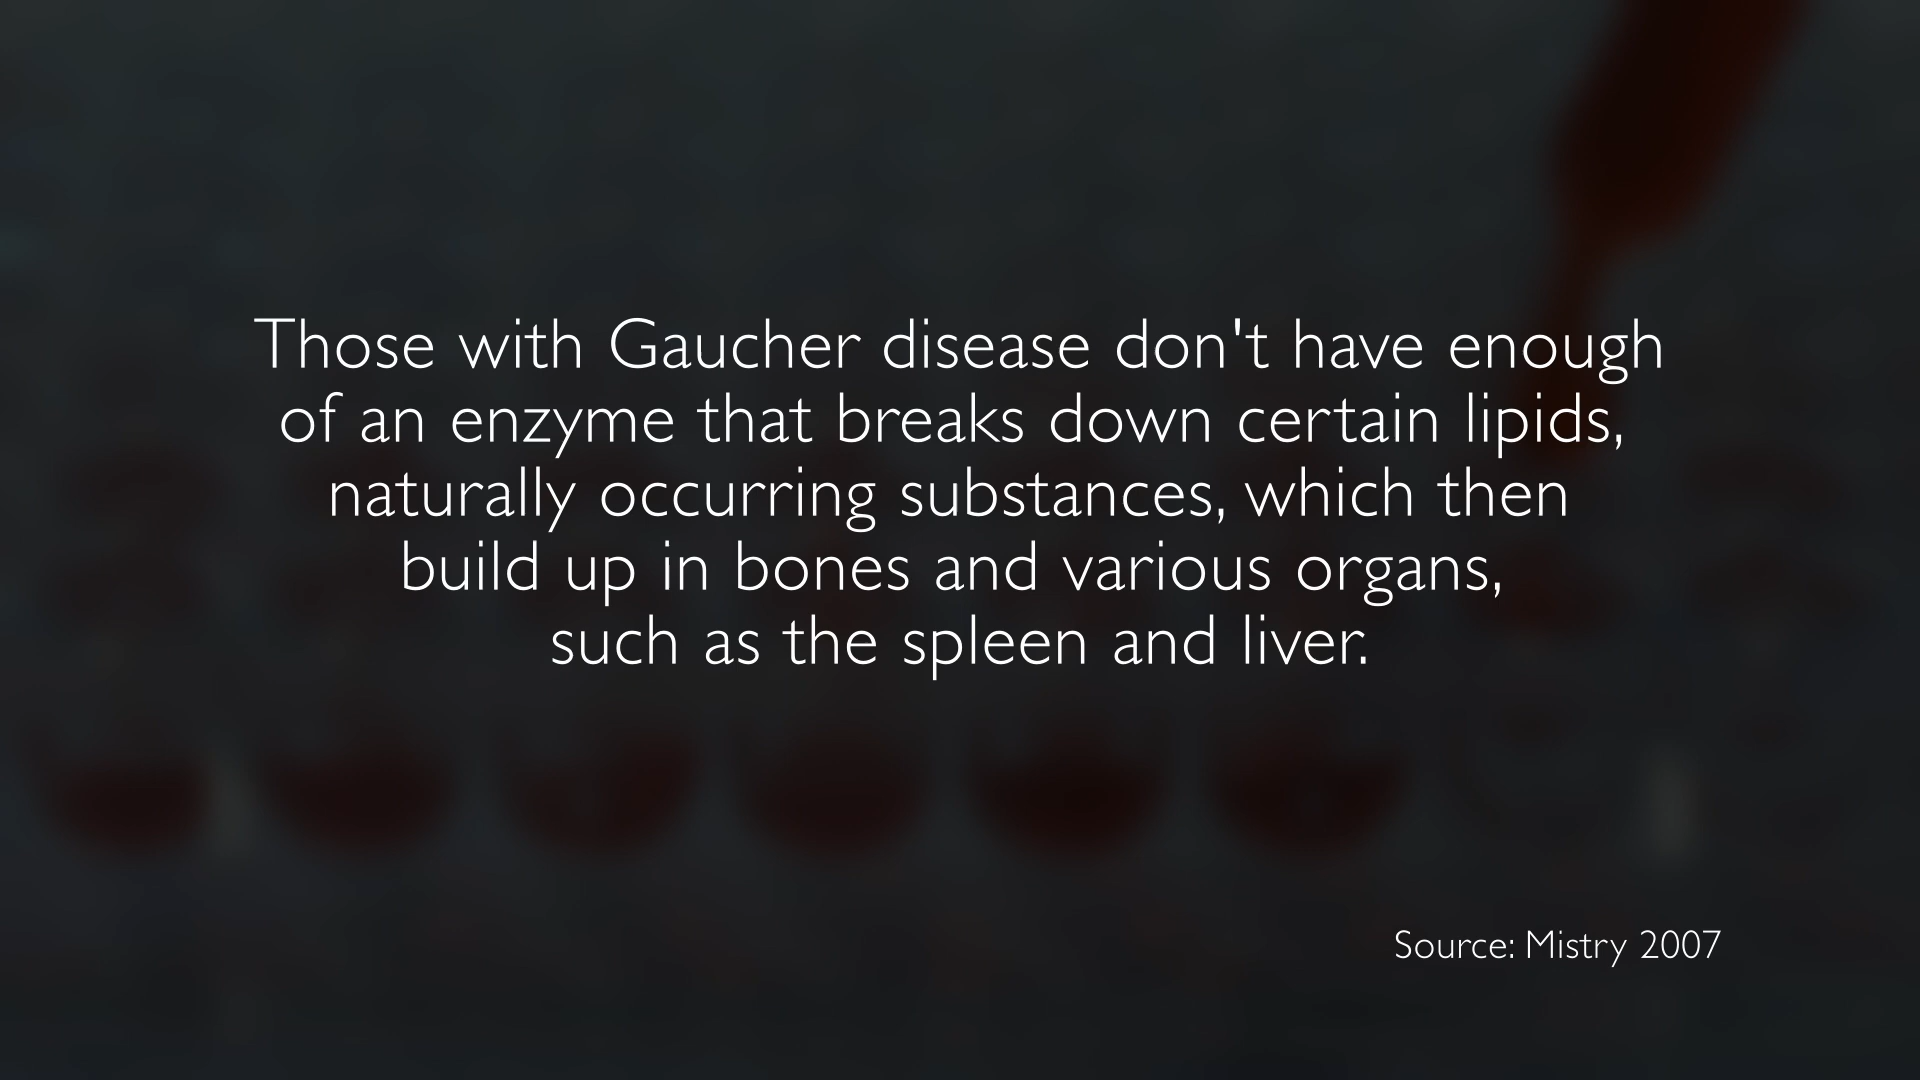 Those with Gaucher disease don't have enough
of an enzyme that breaks down certain lipids,
naturally occurring substances, which then
build up in bones and various organs,
such as the spleen and liver.
Source: Mistry 2007